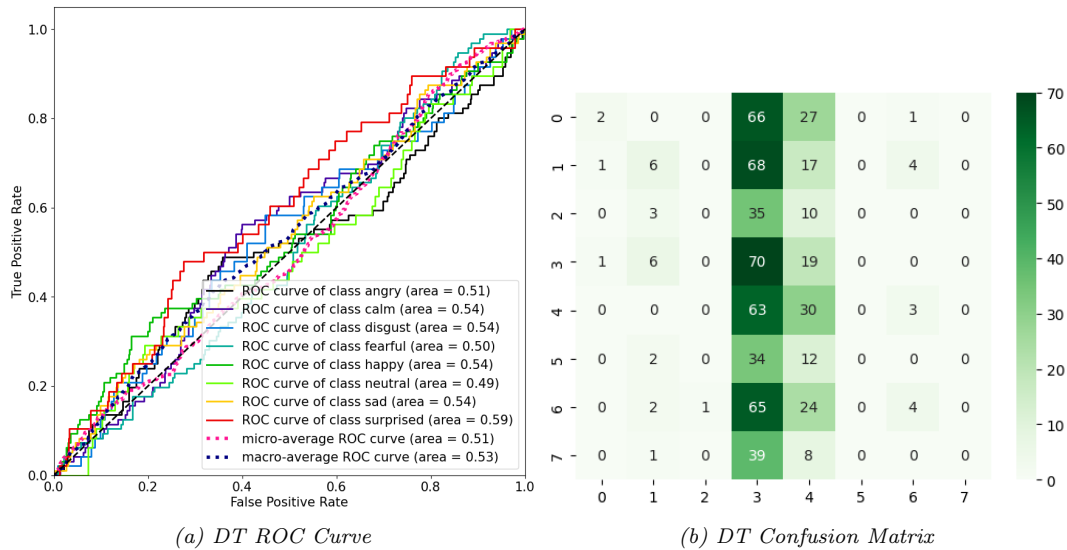 1.0
0.8
0.6
0.4
0.2
0.0
True Positive Rate
ROC curve of class angry (area = 0.51)
ROC curve of class calm (area = 0.54)
ROC curve of class disgust (area = 0.54)
ROC curve of class fearful (area = 0.50)
ROC curve of class happy (area = 0.54)
ROC curve of class neutral (area = 0.49)
ROC curve of class sad (area = 0.54)
ROC curve of class surprised (area = 0.59)
micro-average ROC curve (area = 0.51)
macro-average ROC curve (area = 0.53)
0.0 0.2 0.4 0.6 0.8 1.0
False Positive Rate
(a) DT ROC Curve
0 2 0 0 66 27 0 1 0
1 1 6 0 68 17 0 4 0
2 0 3 0 35 10 0 0 0
3 1 6 0 70 19 0 0 0
4 0 0 0 63 30 0 3 0
5 0 2 0 34 12 0 0 0
6 0 2 1 65 24 0 4 0
7 0 1 0 39 8 0 0 0
0 1 2 3 4 5 6 7
70
60
50
40
30
20
10
0
(b) DT Confusion Matrix